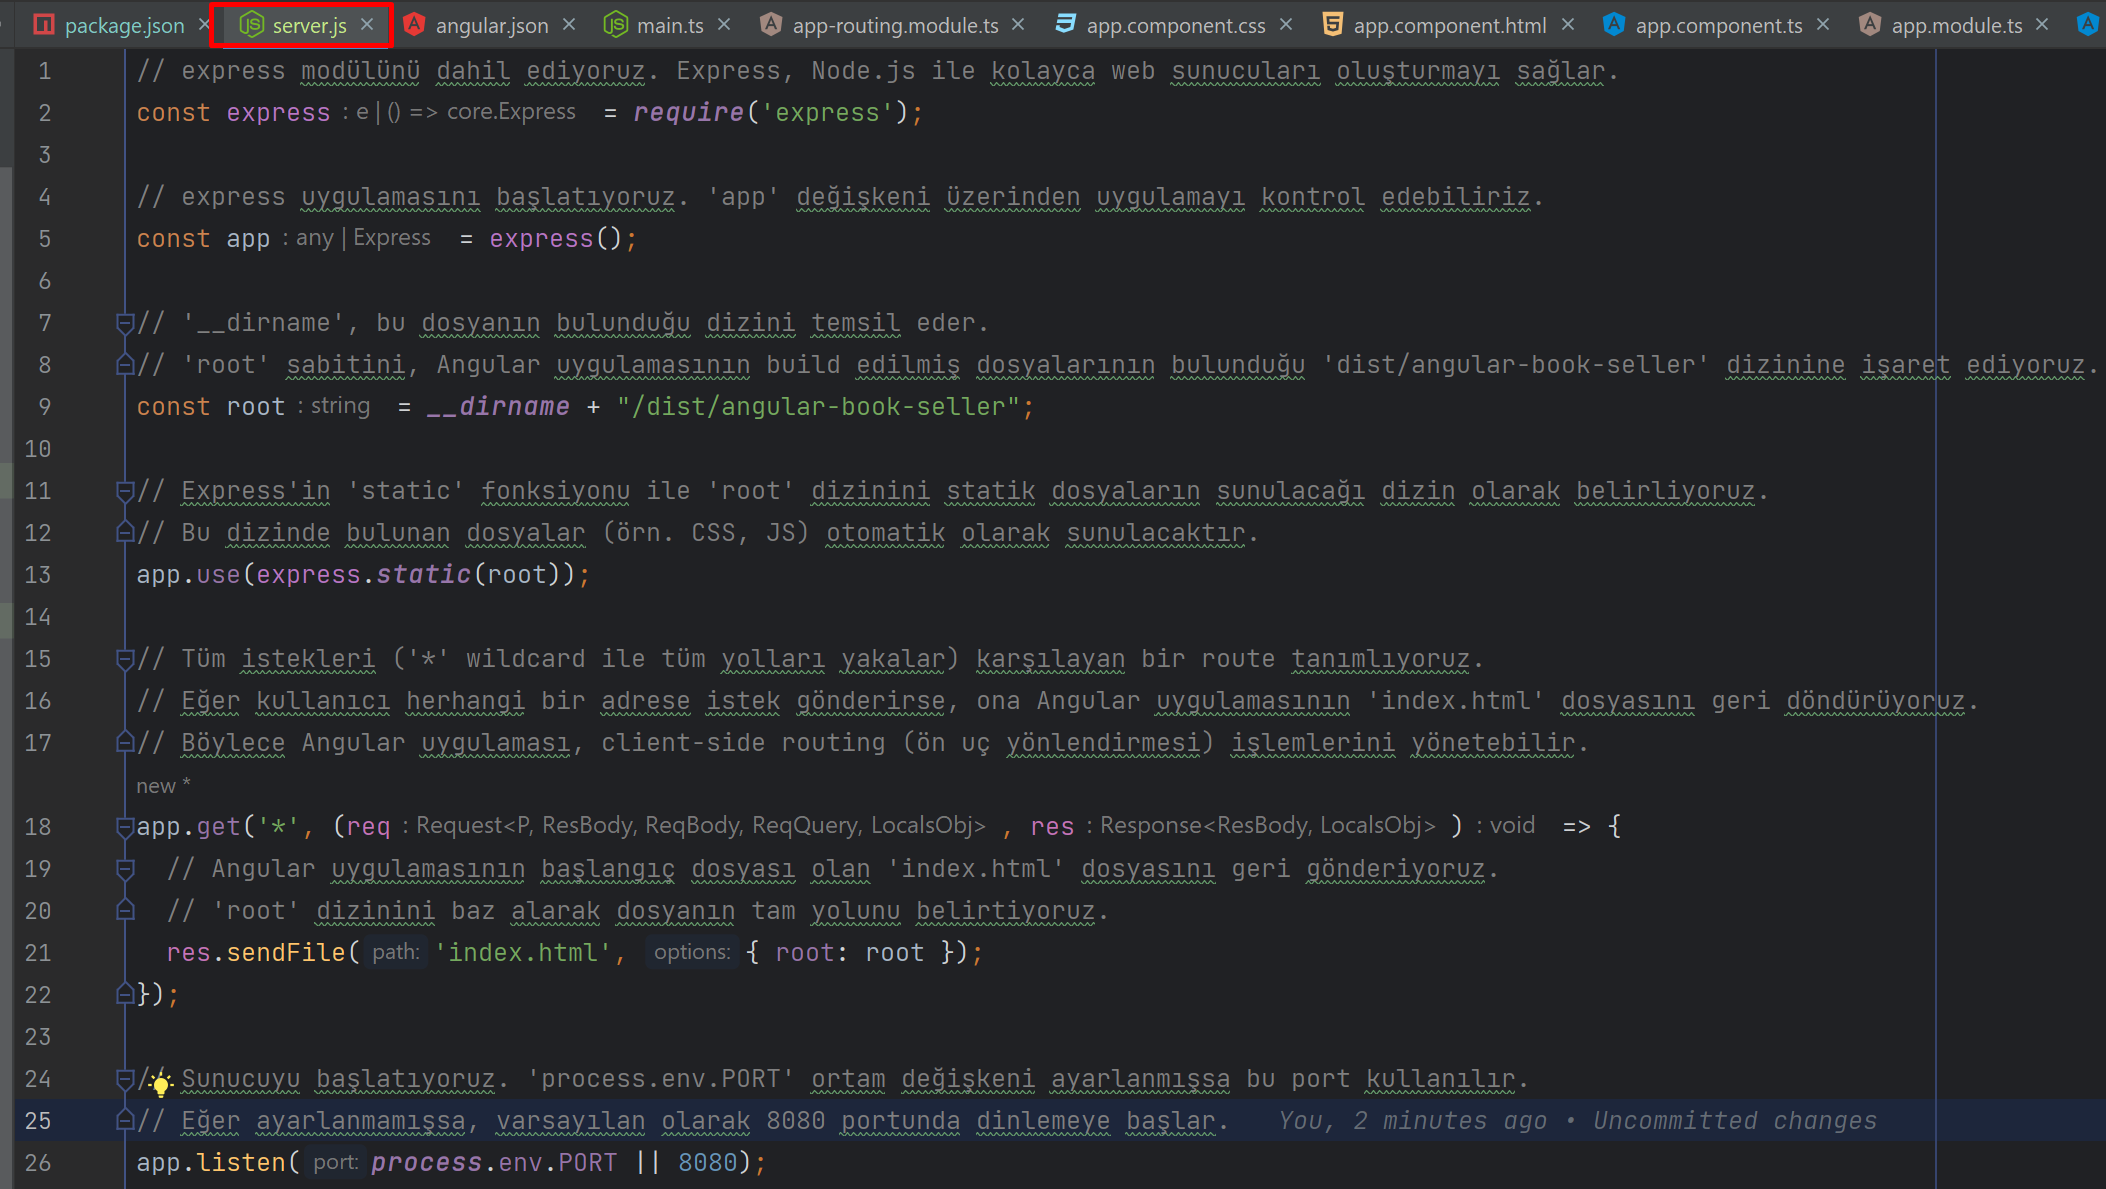 package.json × server.js × angular.json × main.ts × app-routing.module.ts × app.component.css × app.component.html × app.component.ts × app.module.ts ×
1 // express modülünü dahil ediyoruz. Express, Node.js ile kolayca web sunucuları oluşturmayı sağlar.
2 const express : e | () => core.Express = require('express');
3
4 // express uygulamasını başlatıyoruz. 'app' değişkeni üzerinden uygulamayı kontrol edebiliriz.
5 const app : any | Express = express();
6
7 // '__dirname', bu dosyanın bulunduğu dizini temsil eder.
8 // 'root' sabitini, Angular uygulamasının build edilmiş dosyalarının bulunduğu 'dist/angular-book-seller' dizinine işaret ediyoruz.
9 const root : string = __dirname + "/dist/angular-book-seller";
10
11 // Express'in 'static' fonksiyonu ile 'root' dizinini statik dosyaların sunulacağı dizin olarak belirliyoruz.
12 // Bu dizinde bulunan dosyalar (örn. CSS, JS) otomatik olarak sunulacaktır.
13 app.use(express.static(root));
14
15 // Tüm istekleri ('*' wildcard ile tüm yolları yakalar) karşılayan bir route tanımlıyoruz.
16 // Eğer kullanıcı herhangi bir adrese istek gönderirse, ona Angular uygulamasının 'index.html' dosyasını geri döndürüyoruz.
17 // Böylece Angular uygulaması, client-side routing (ön uç yönlendirmesi) işlemlerini yönetebilir.
new *
18 app.get('*', (req : Request<P, ResBody, ReqBody, ReqQuery, LocalsObj> , res : Response<ResBody, LocalsObj> ) : void => {
19 // Angular uygulamasının başlangıç dosyası olan 'index.html' dosyasını geri gönderiyoruz.
20 // 'root' dizinini baz alarak dosyanın tam yolunu belirtiyoruz.
21 res.sendFile( path: 'index.html', options: { root: root });
22 });
23
24 // Sunucuyu başlatıyoruz. 'process.env.PORT' ortam değişkeni ayarlanmışsa bu port kullanılır.
25 // Eğer ayarlanmamışsa, varsayılan olarak 8080 portunda dinlemeye başlar. You, 2 minutes ago • Uncommitted changes
26 app.listen( port: process.env.PORT || 8080);